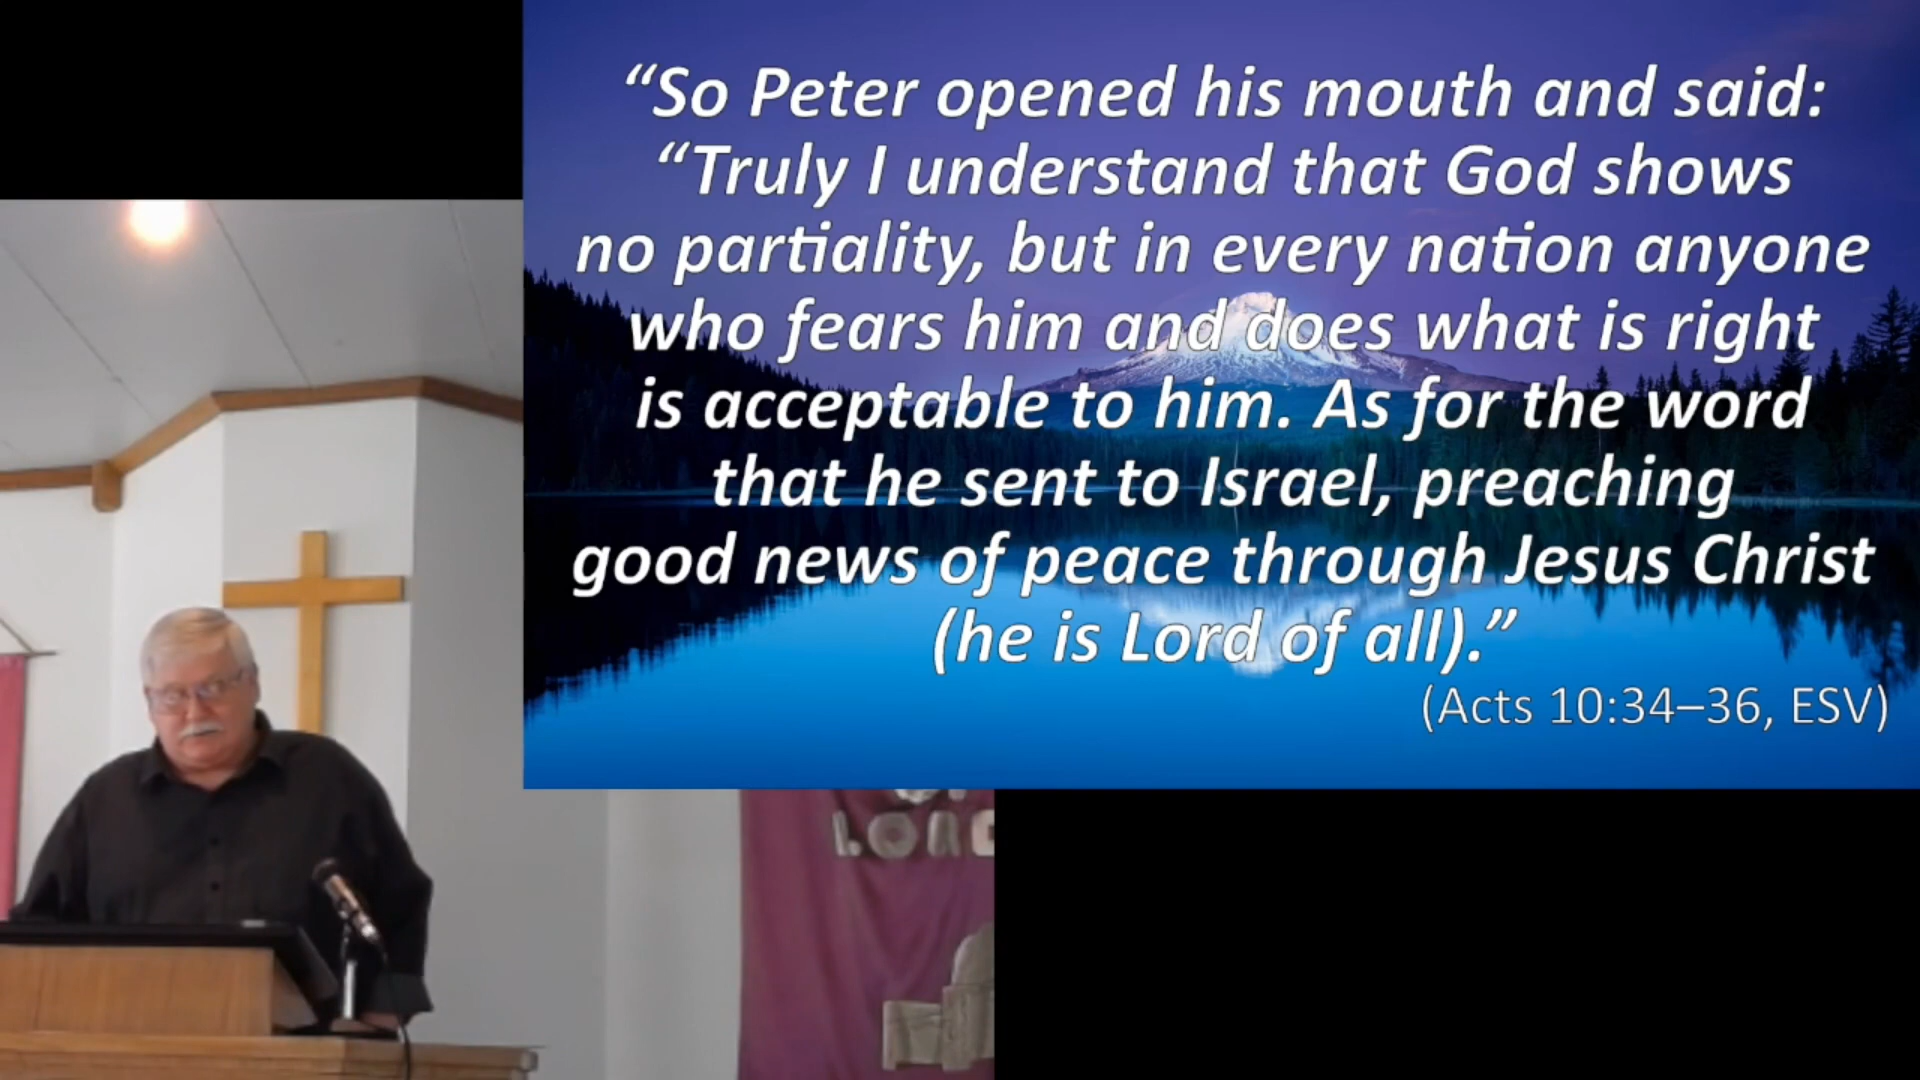 “So Peter opened his mouth and said:
“Truly I understand that God shows
no partiality, but in every nation anyone
who fears him and does what is right
is acceptable to him. As for the word
that he sent to Israel, preaching
good news of peace through Jesus Christ
(he is Lord of all).”
(Acts 10:34–36, ESV)